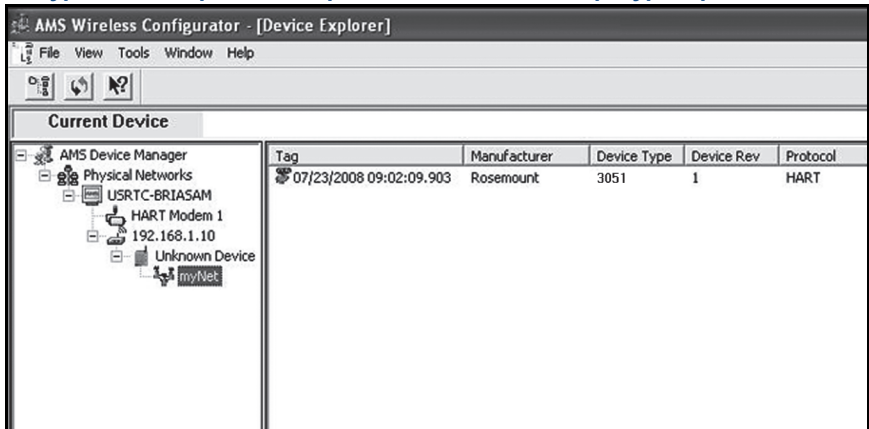 AMS Wireless Configurator - [Device Explorer]
File View Tools Window Help
Current Device
AMS Device Manager
Physical Networks
USRTC-BRIASAM
HART Modem 1
192.168.1.10
Unknown Device
myNet
Tag Manufacturer Device Type Device Rev Protocol
07/23/2008 09:02:09.903 Rosemount 3051 1 HART